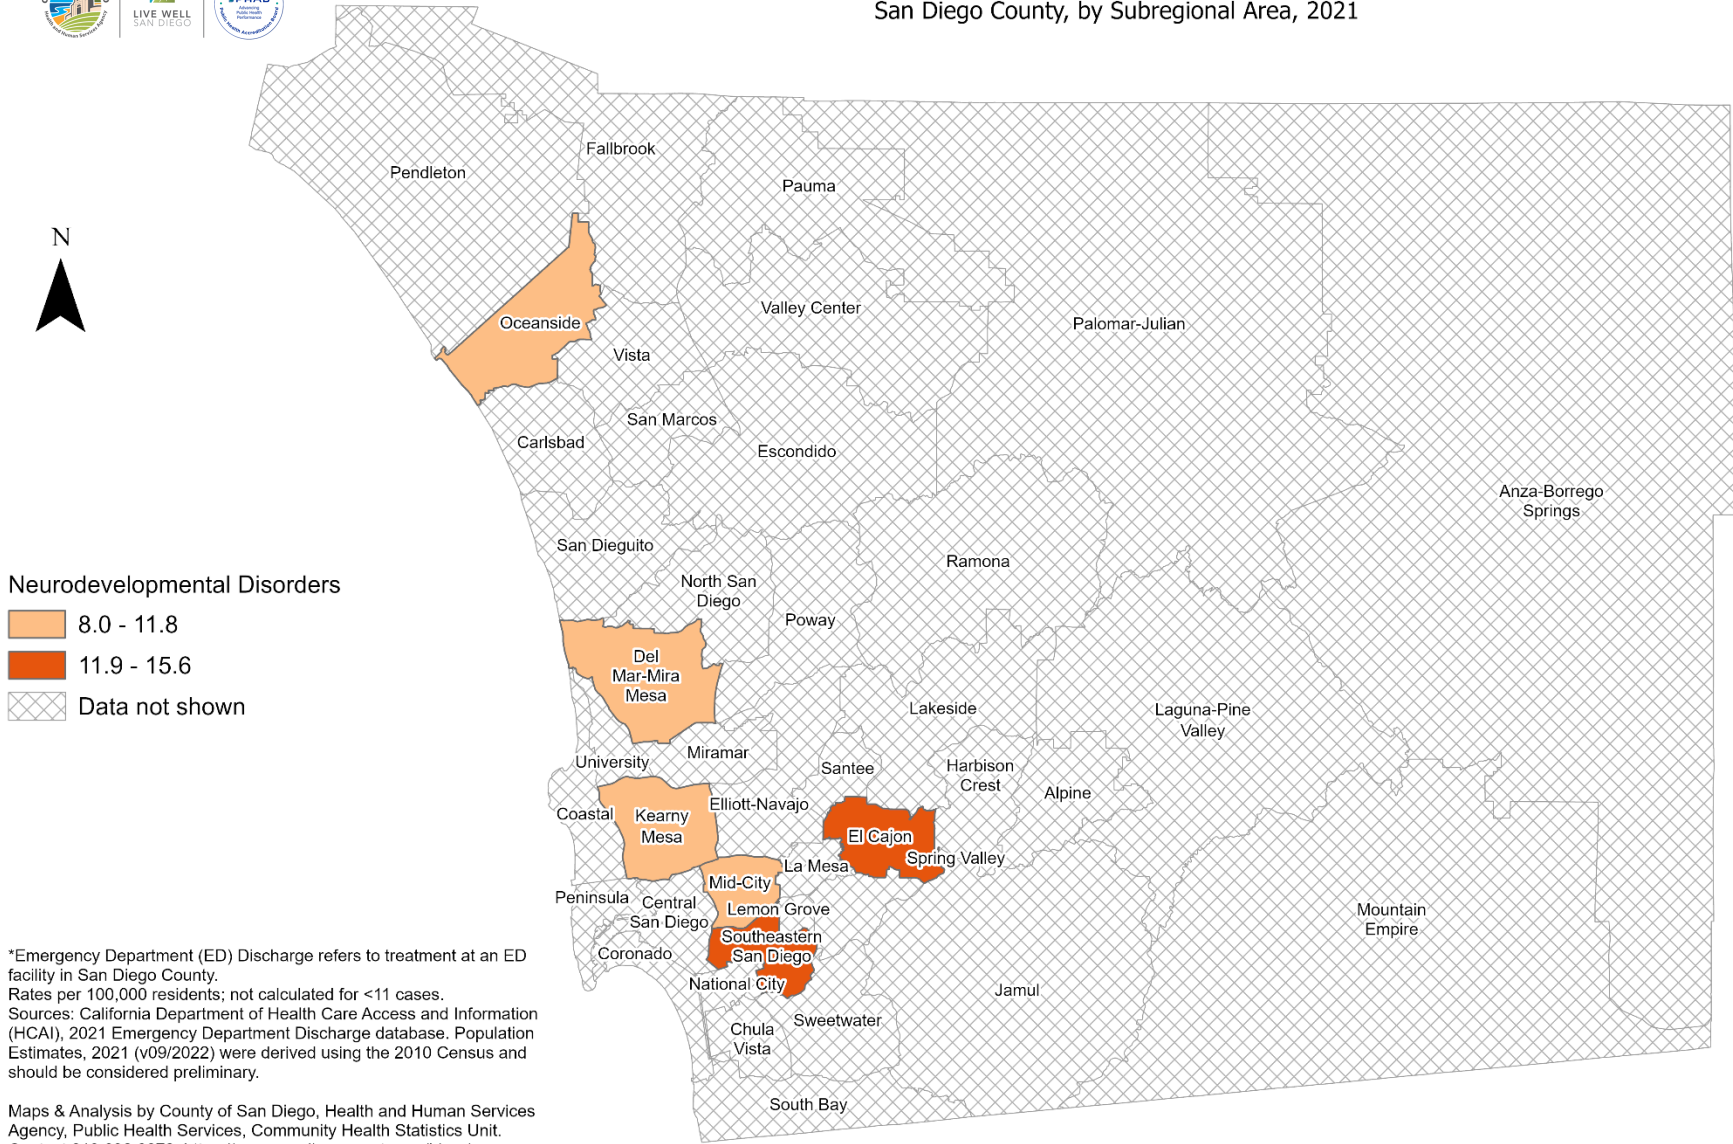 LIVE WELL
SAN DIEGO
Advancing
Public Health
Performance
San Diego County, by Subregional Area, 2021
Fallbrook
Pendleton
Pauma
N
Oceanside
Valley Center
Palomar-Julian
Vista
San Marcos
Carlsbad
Escondido
Anza-Borrego
Springs
San Dieguito
Ramona
North San
Diego
Poway
Neurodevelopmental Disorders
8.0 - 11.8
11.9 - 15.6
Data not shown
Del
Mar-Mira
Mesa
Lakeside
Laguna-Pine
Valley
Miramar
University
Santee
Harbison
Crest
Alpine
Elliott-Navajo
Coastal
Kearny
Mesa
El Cajon
Spring Valley
La Mesa
Mid-City
Peninsula
Central
San Diego
Lemon Grove
Mountain
Empire
Southeastern
San Diego
Coronado
National City
Jamul
Sweetwater
Chula
Vista
South Bay
*Emergency Department (ED) Discharge refers to treatment at an ED
facility in San Diego County.
Rates per 100,000 residents; not calculated for <11 cases.
Sources: California Department of Health Care Access and Information
(HCAI), 2021 Emergency Department Discharge database. Population
Estimates, 2021 (v09/2022) were derived using the 2010 Census and
should be considered preliminary.
Maps & Analysis by County of San Diego, Health and Human Services
Agency, Public Health Services, Community Health Statistics Unit.